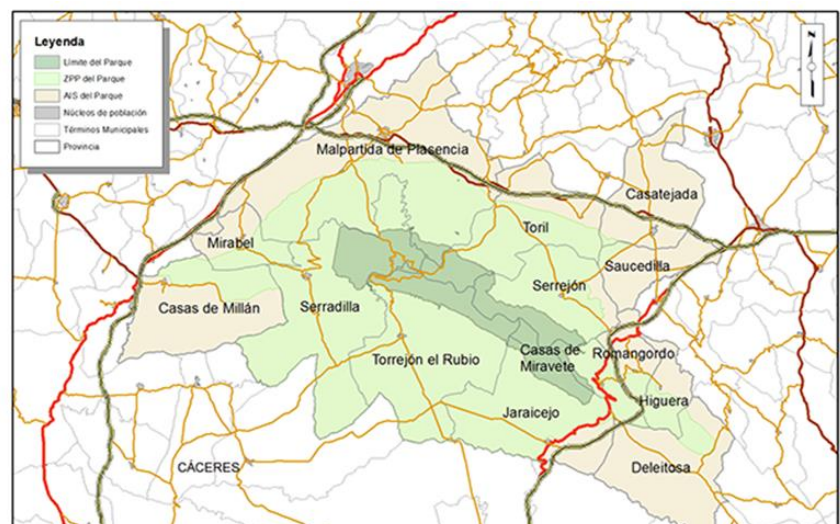 Leyenda
Límite del Parque
ZPP del Parque
AIS del Parque
Núcleos de población
Términos Municipales
Provincia
N
Malpartida de Plasencia
Casatejada
Toril
Mirabel
Saucedilla
Serrejón
Casas de Millán
Serradilla
Torrejón el Rubio
Casas de
Miravete
Romangordo
Higuera
Jaraicejo
Deleitosa
CÁCERES